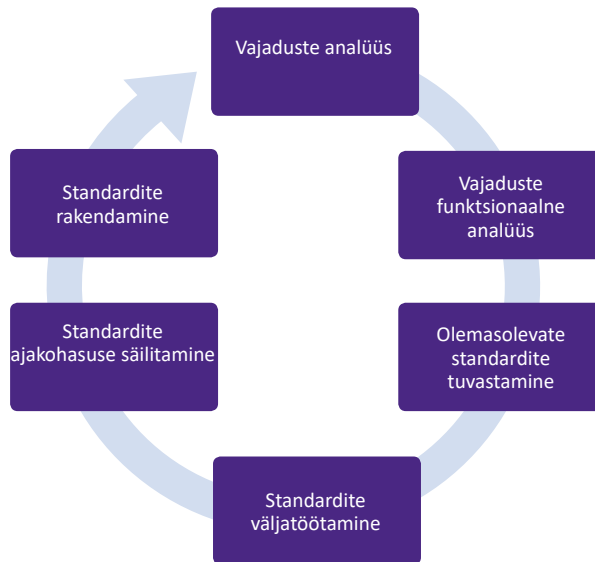 Vajaduste analüüs
Vajaduste
funktsionaalne
analüüs
Olemasolevate
standardite
tuvastamine
Standardite
väljatöötamine
Standardite
ajakohasuse säilitamine
Standardite
rakendamine